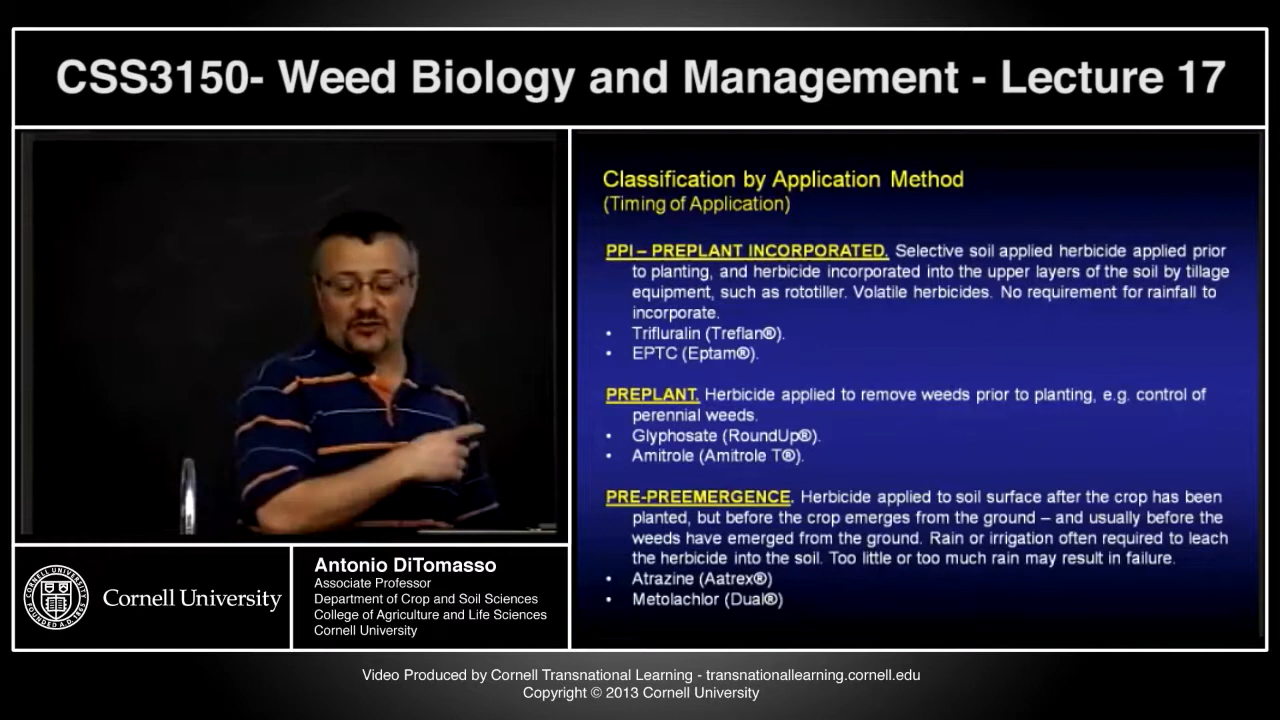 CSS3150- Weed Biology and Management - Lecture 17
Classification by Application Method
(Timing of Application)
PPI – PREPLANT INCORPORATED. Selective soil applied herbicide applied prior
to planting, and herbicide incorporated into the upper layers of the soil by tillage
equipment, such as rototiller. Volatile herbicides. No requirement for rainfall to
incorporate.
• Trifluralin (Treflan®).
• EPTC (Eptam®).
PREPLANT. Herbicide applied to remove weeds prior to planting, e.g. control of
perennial weeds.
• Glyphosate (RoundUp®).
• Amitrole (Amitrole T®).
PRE-PREEMERGENCE. Herbicide applied to soil surface after the crop has been
planted, but before the crop emerges from the ground – and usually before the
weeds have emerged from the ground. Rain or irrigation often required to leach
the herbicide into the soil. Too little or too much rain may result in failure.
• Atrazine (Aatrex®)
• Metolachlor (Dual®)
Cornell University
Antonio DiTomasso
Associate Professor
Department of Crop and Soil Sciences
College of Agriculture and Life Sciences
Cornell University
Video Produced by Cornell Transnational Learning - transnationallearning.cornell.edu
Copyright © 2013 Cornell University